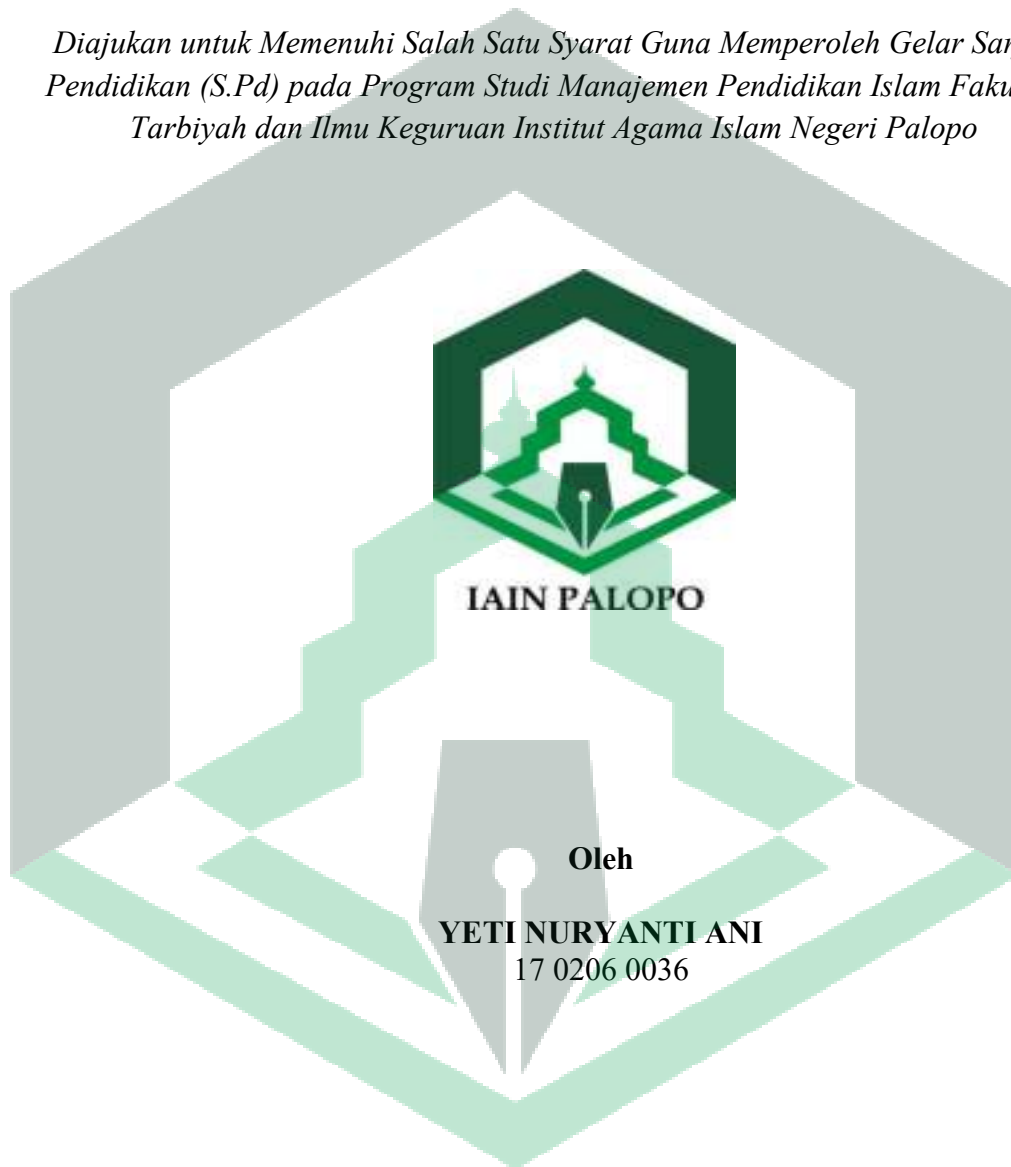 Diajukan untuk Memenuhi Salah Satu Syarat Guna Memperoleh Gelar
Pendidikan (S.Pd) pada Program Studi Manajemen Pendidikan Islam
Tarbiyah dan Ilmu Keguruan Institut Agama Islam Negeri Palopo
IAIN PALOPO
Oleh
YETI NURYANTI ANI
17 0206 0036